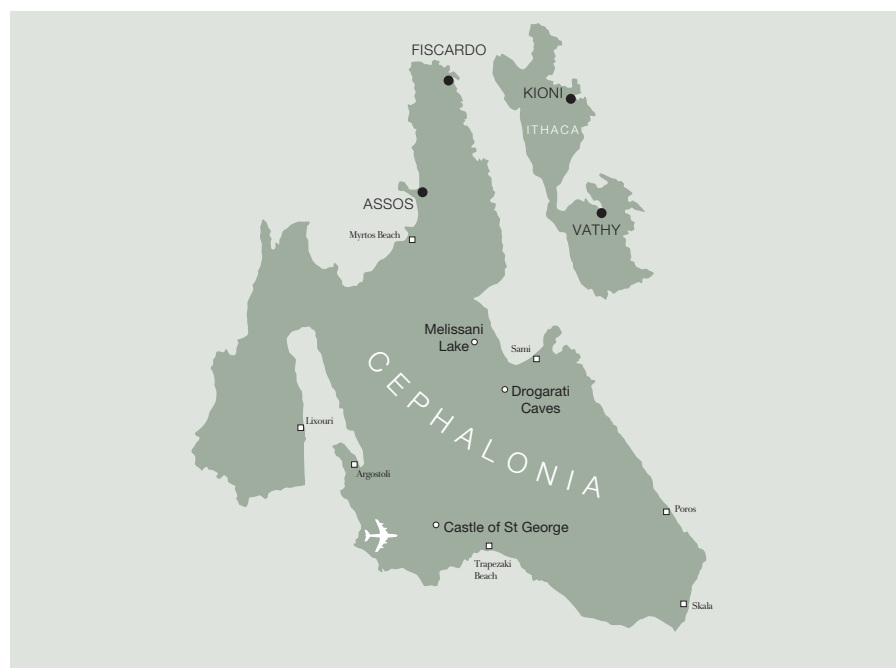 FISCARDO
KIONI
ITHACA
ASSOS
VATHY
Myrtos Beach
Melissani
Lake
Sami
Drogarati
Caves
CEPHALONIA
Lixouri
Argostoli
Poros
Castle of St George
Trapezaki
Beach
Skala